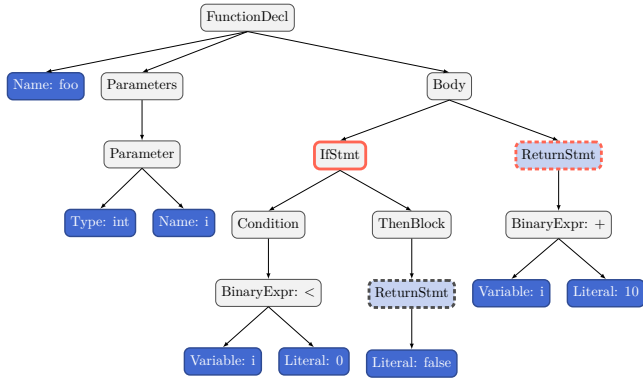 FunctionDecl
Name: foo
Parameters
Body
Parameter
IfStmt
ReturnStmt
Type: int
Name: i
Condition
ThenBlock
BinaryExpr: +
BinaryExpr: <
ReturnStmt
Variable: i
Literal: 10
Variable: i
Literal: 0
Literal: false